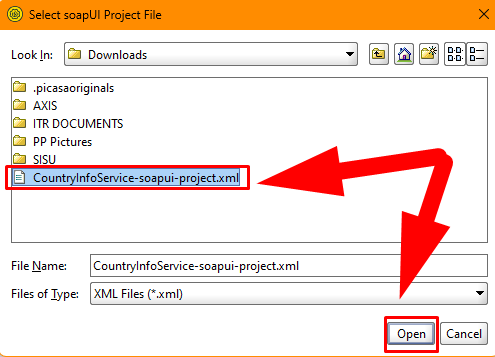 Select soapUI Project File
Look In: Downloads
.picasaoriginals
AXIS
ITR DOCUMENTS
PP Pictures
SISU
CountryInfoService-soapui-project.xml
File Name: CountryInfoService-soapui-project.xml
Files of Type: XML Files (*.xml)
Open Cancel